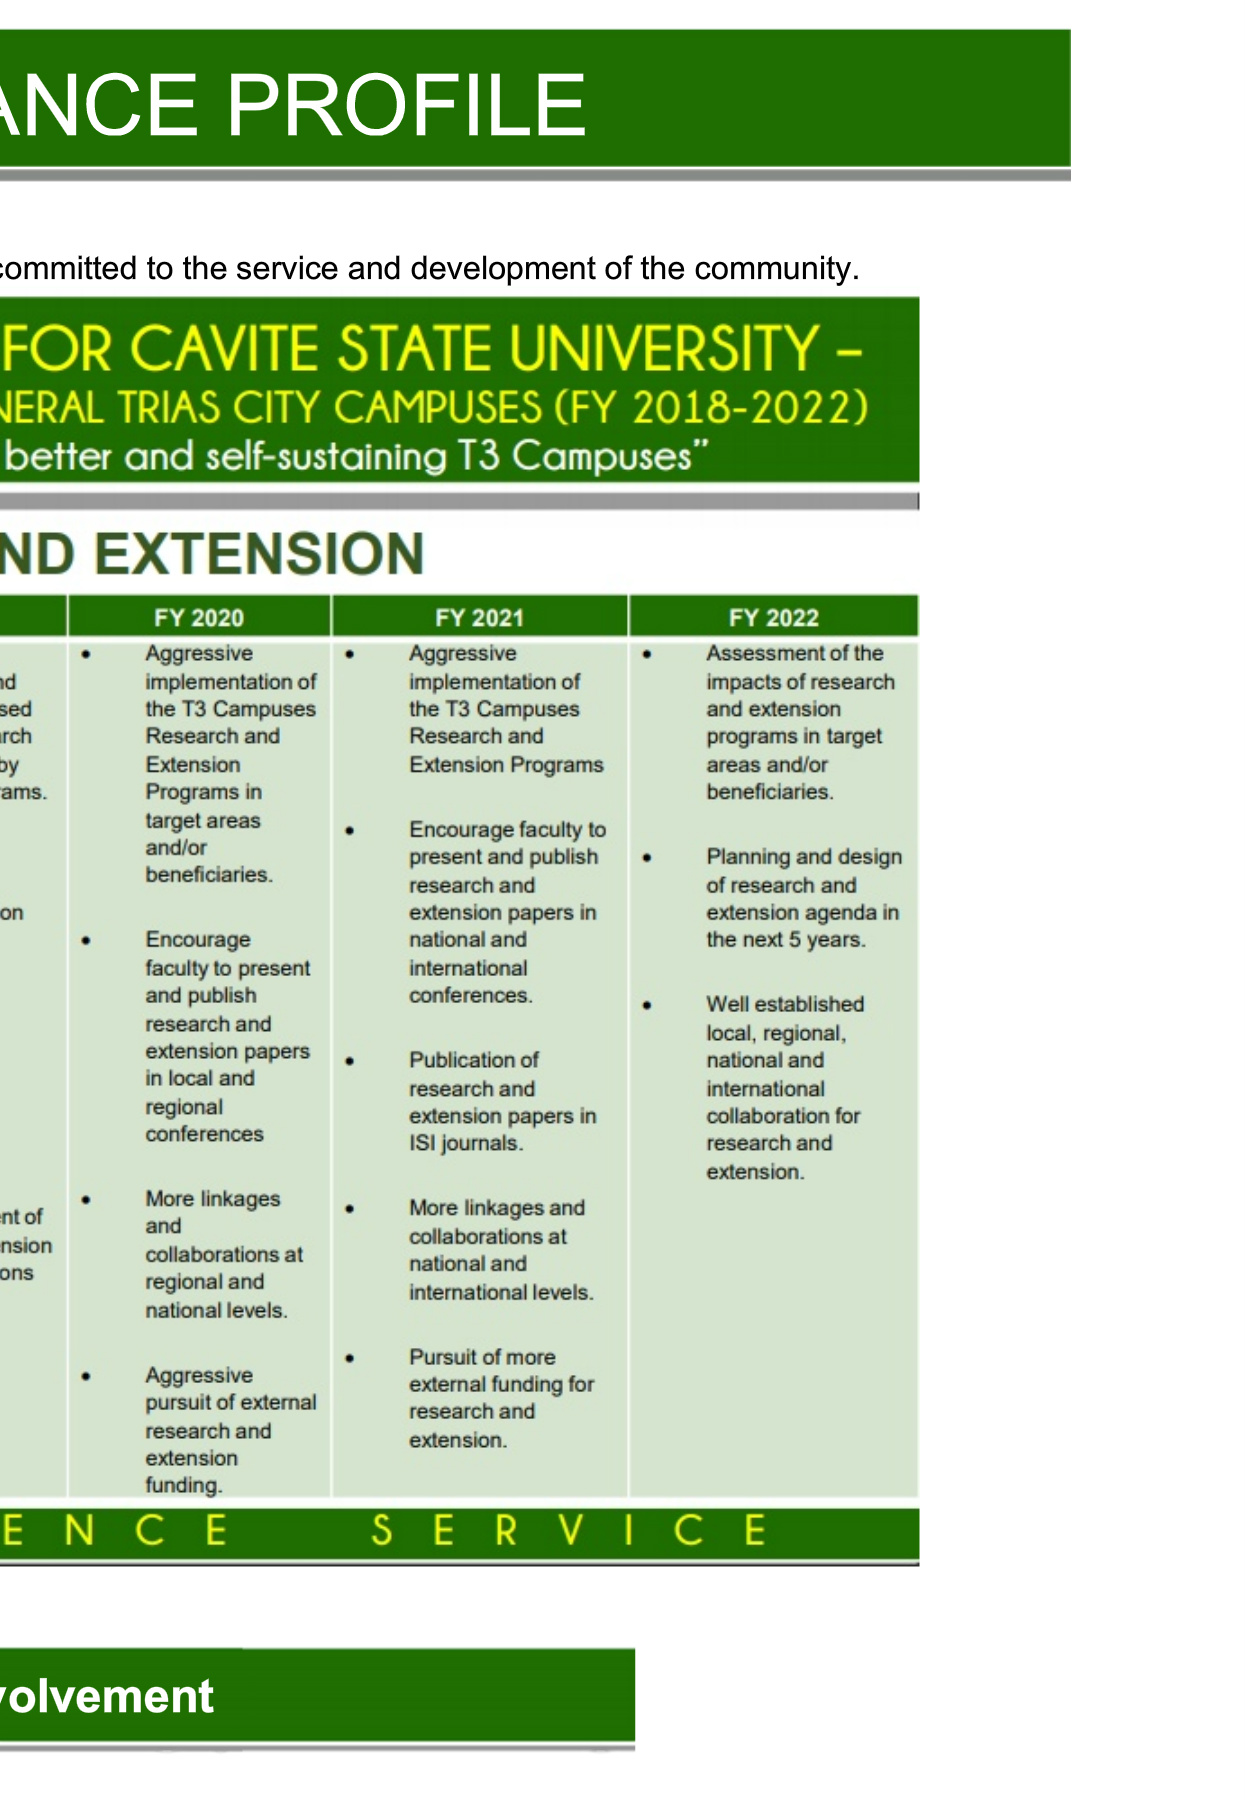 ANCE PROFILE
committed to the service and development of the community.
FOR CAVITE STATE UNIVERSITY –
NERAL TRIAS CITY CAMPUSES (FY 2018-2022)
better and self-sustaining T3 Campuses”
ND EXTENSION
nd
sed
rch
by
ams.
on
nt of
nsion
ons
FY 2020
• Aggressive
implementation of
the T3 Campuses
Research and
Extension
Programs in
target areas
and/or
beneficiaries.
• Encourage
faculty to present
and publish
research and
extension papers
in local and
regional
conferences
• More linkages
and
collaborations at
regional and
national levels.
• Aggressive
pursuit of external
research and
extension
funding.
FY 2021
• Aggressive
implementation of
the T3 Campuses
Research and
Extension Programs
• Encourage faculty to
present and publish
research and
extension papers in
national and
international
conferences.
• Publication of
research and
extension papers in
ISI journals.
• More linkages and
collaborations at
national and
international levels.
• Pursuit of more
external funding for
research and
extension.
FY 2022
• Assessment of the
impacts of research
and extension
programs in target
areas and/or
beneficiaries.
• Planning and design
of research and
extension agenda in
the next 5 years.
• Well established
local, regional,
national and
international
collaboration for
research and
extension.
E N C E S E R V I C E
volvement